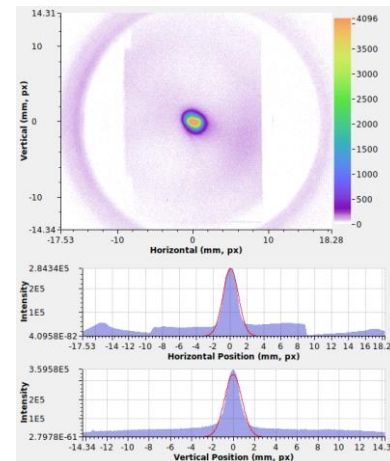 14.31
4096
3500
3000
2500
2000
1500
1000
500
0
10
0
-10
-14.34
Vertical (mm, px)
-17.53 -10 0 10 18.28
Horizontal (mm, px)
2.8434E5
2E5
1E5
4.0958E-82
Intensity
-17.53 -14 -12 -10 -8 -6 -4 -2 0 2 4 6 8 10 12 14 16 18.2
Horizontal Position (mm, px)
3.5958E5
2E5
1E5
2.7978E-61
Intensity
-14.34 -12 -10 -8 -6 -4 -2 0 2 4 6 8 10 12 14.3
Vertical Position (mm, px)